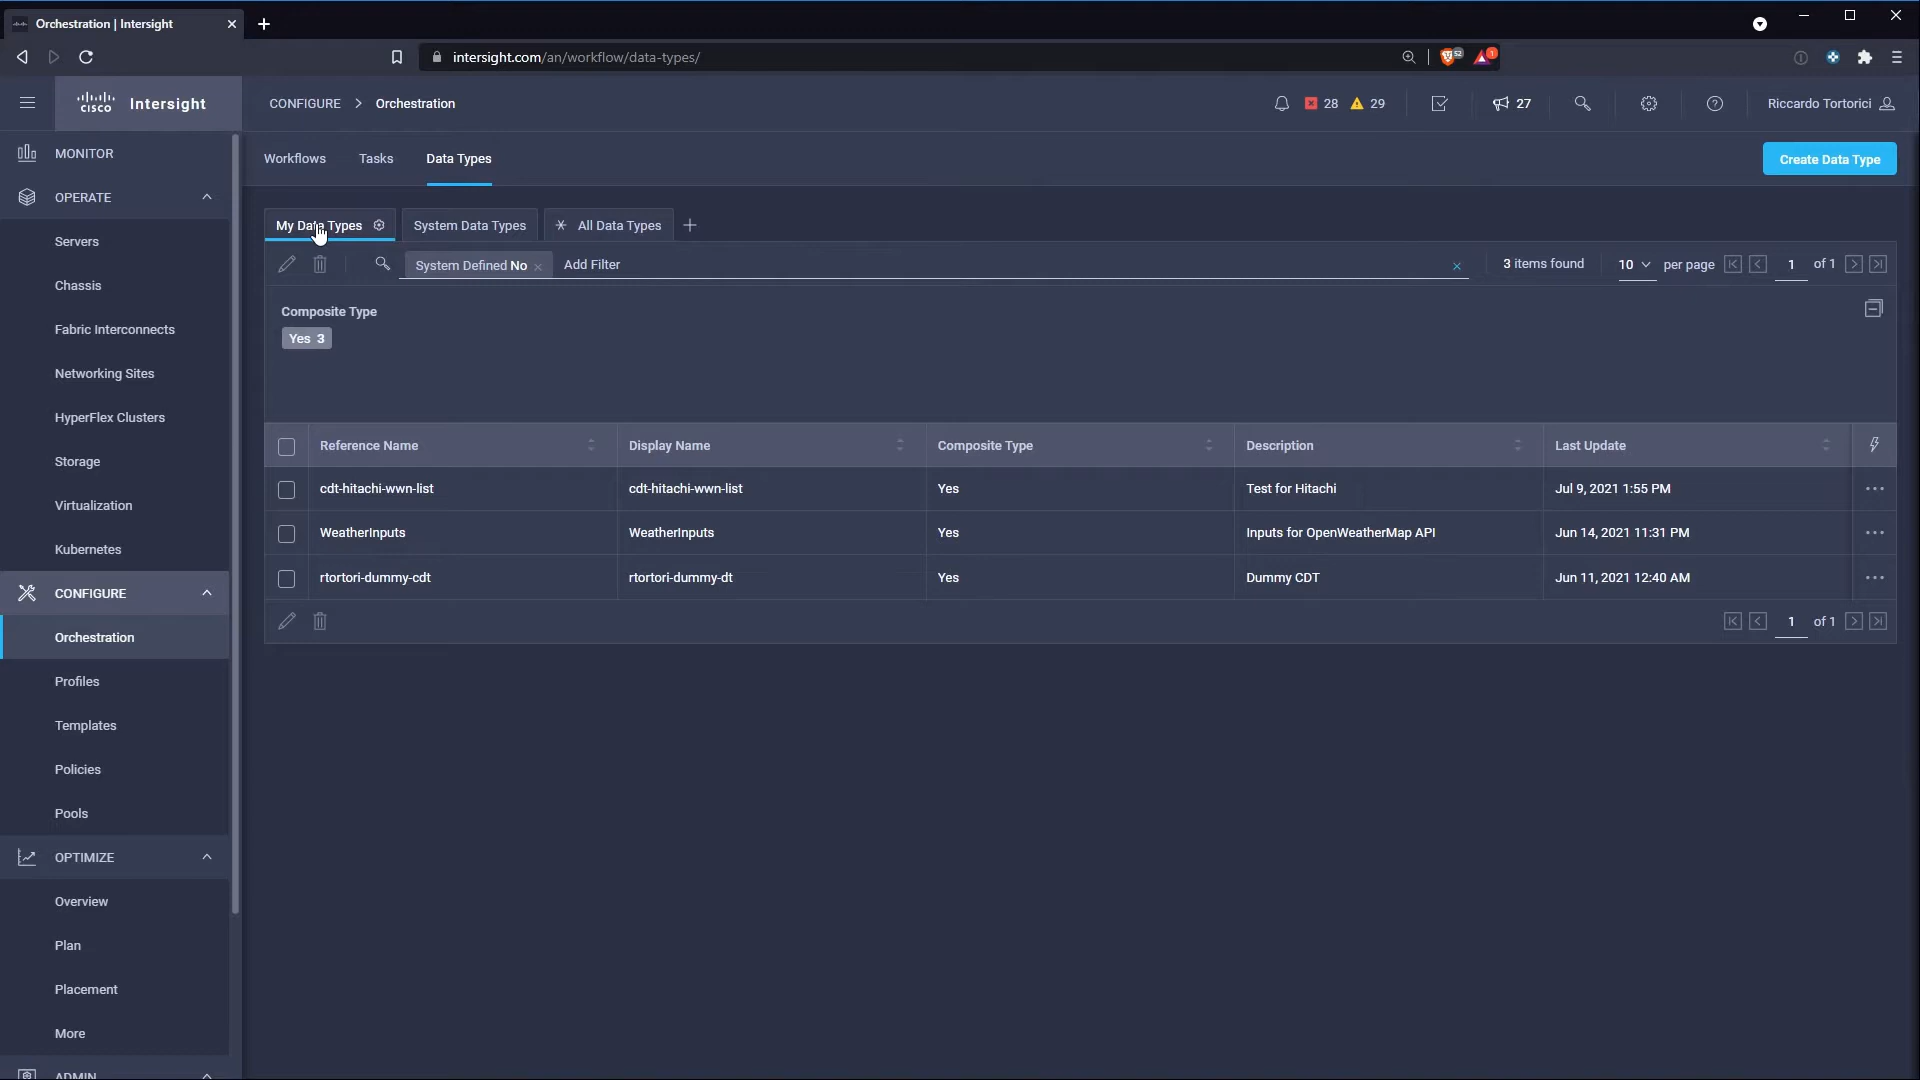 Orchestration | Intersight
intersight.com/an/workflow/data-types/
52
1
CISCO Intersight
CONFIGURE > Orchestration
28
29
27
Riccardo Tortorici
MONITOR
OPERATE
Servers
Chassis
Fabric Interconnects
Networking Sites
HyperFlex Clusters
Storage
Virtualization
Kubernetes
CONFIGURE
Orchestration
Profiles
Templates
Policies
Pools
OPTIMIZE
Overview
Plan
Placement
More
ADMIN
Workflows Tasks Data Types
Create Data Type
My Data Types System Data Types All Data Types
System Defined No Add Filter
3 items found 10 per page 1 of 1
Composite Type
Yes 3
Reference Name Display Name Composite Type Description Last Update
cdt-hitachi-wwn-list cdt-hitachi-wwn-list Yes Test for Hitachi Jul 9, 2021 1:55 PM
WeatherInputs WeatherInputs Yes Inputs for OpenWeatherMap API Jun 14, 2021 11:31 PM
rtortori-dummy-cdt rtortori-dummy-dt Yes Dummy CDT Jun 11, 2021 12:40 AM
1 of 1